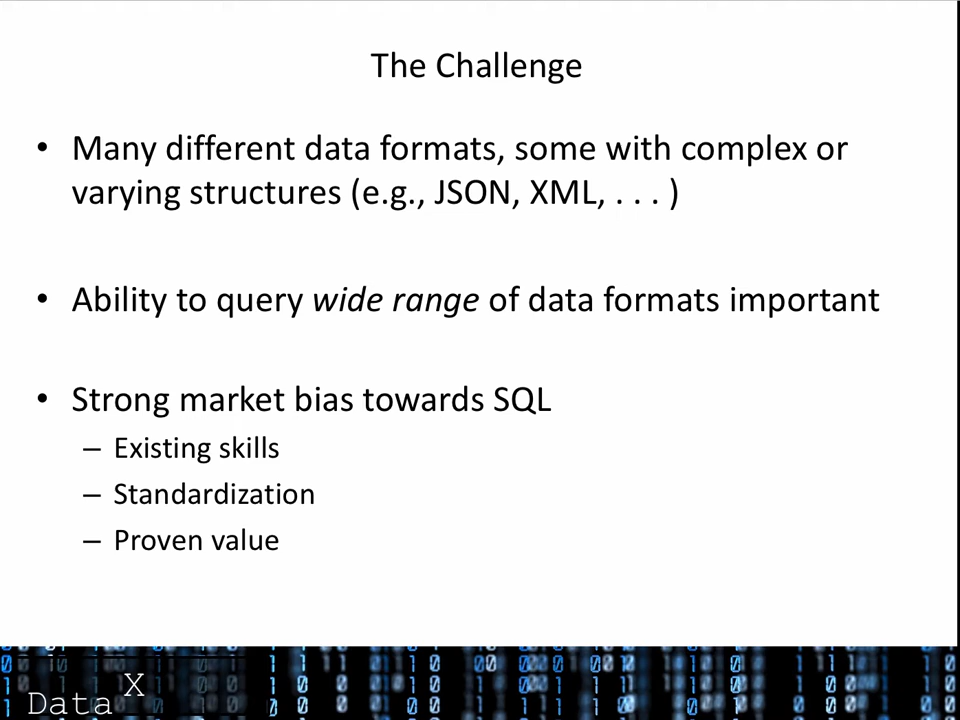 The Challenge
• Many different data formats, some with complex or
varying structures (e.g., JSON, XML, . . . )
• Ability to query wide range of data formats important
• Strong market bias towards SQL
– Existing skills
– Standardization
– Proven value
Data X